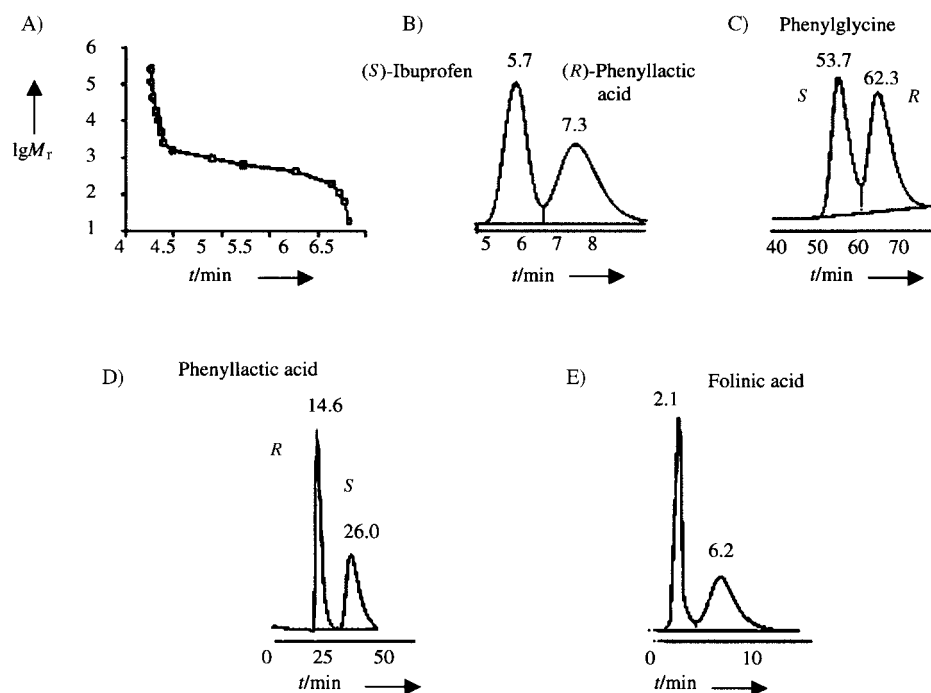 A)
6
5
4
3
2
1
lgMr
4 4.5 5 5.5 6 6.5
t/min
B)
(S)-Ibuprofen
5.7
(R)-Phenyllactic
acid
7.3
5 6 7 8
t/min
C) Phenylglycine
53.7
62.3
S
R
40 50 60 70
t/min
D) Phenyllactic acid
14.6
R
S
26.0
0 25 50
t/min
E) Folinic acid
2.1
6.2
0 10
t/min